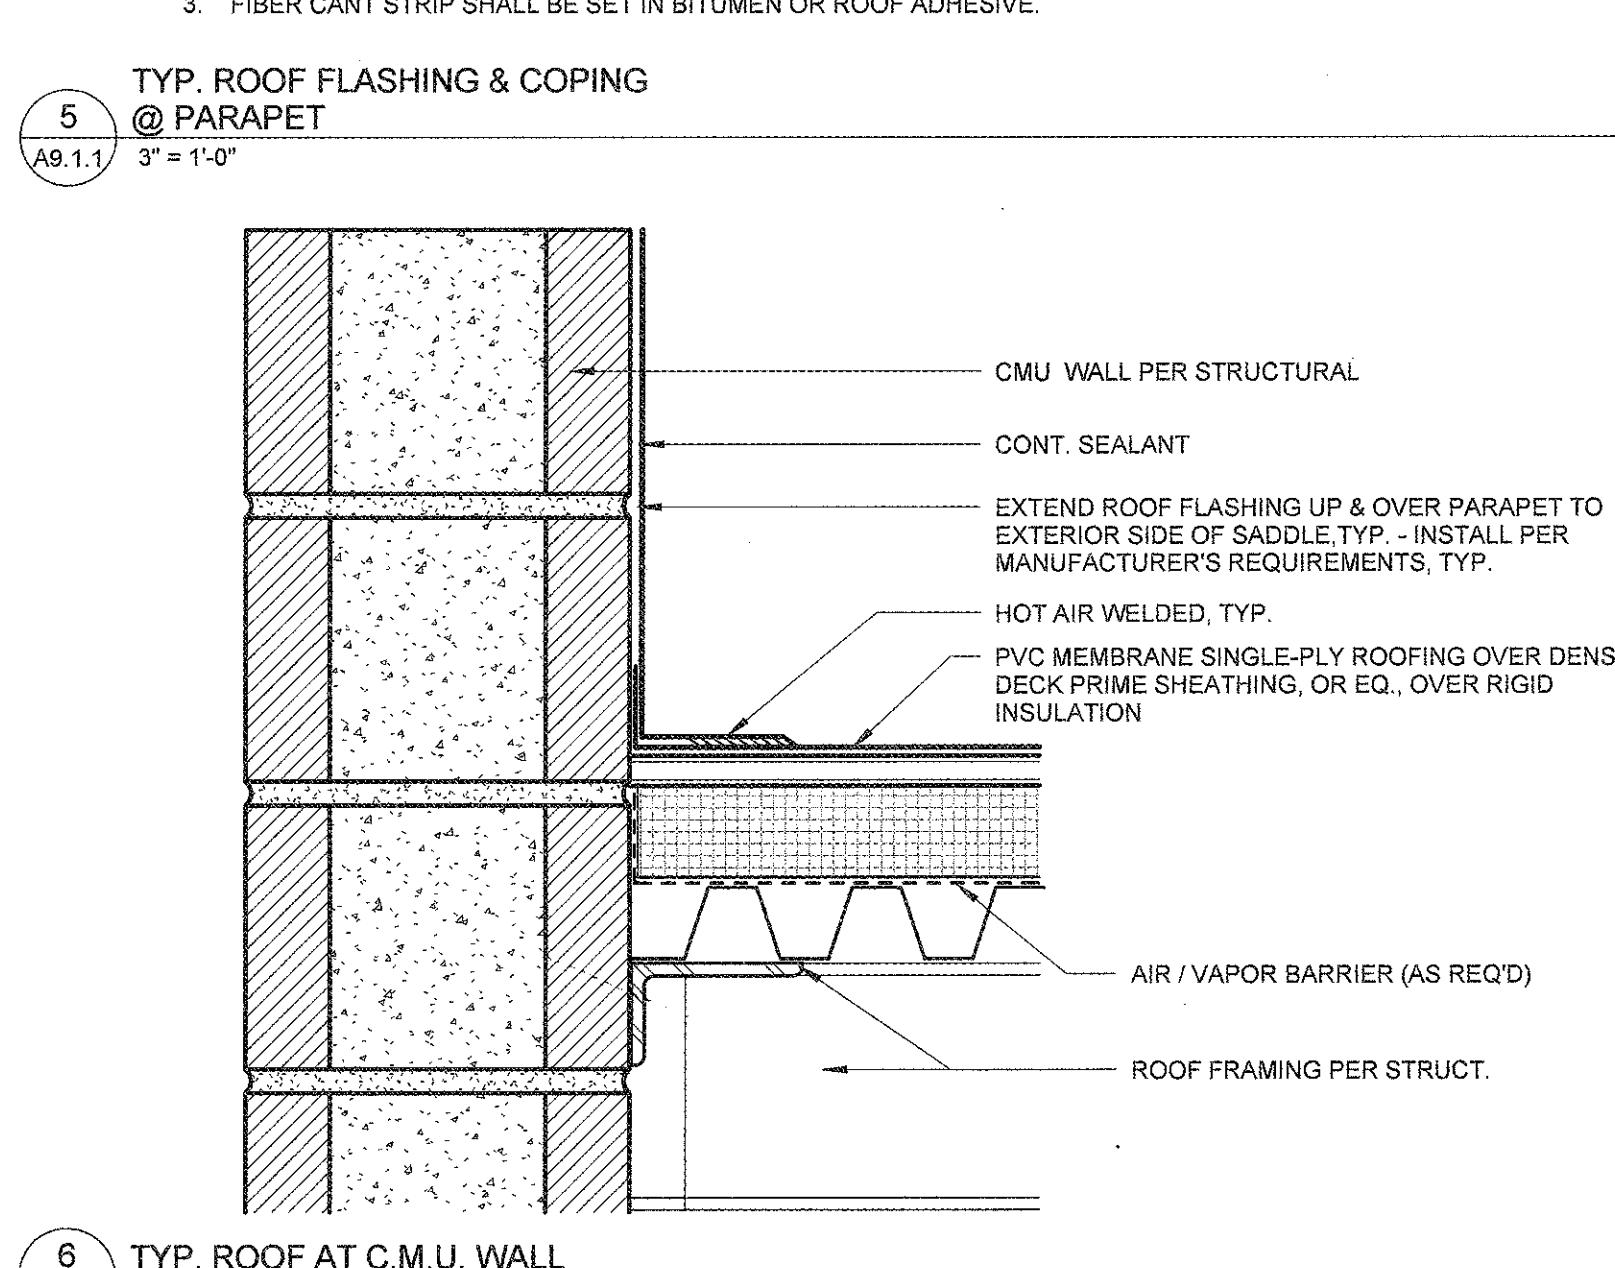 3. FIBER CANT STRIP SHALL BE SET IN BITUMEN OR ROOF ADHESIVE.
TYP. ROOF FLASHING & COPING
@ PARAPET
5
A9.1.1
3" = 1'-0"
CMU WALL PER STRUCTURAL
CONT. SEALANT
EXTEND ROOF FLASHING UP & OVER PARAPET TO
EXTERIOR SIDE OF SADDLE,TYP. - INSTALL PER
MANUFACTURER'S REQUIREMENTS, TYP.
HOT AIR WELDED, TYP.
PVC MEMBRANE SINGLE-PLY ROOFING OVER DENS
DECK PRIME SHEATHING, OR EQ., OVER RIGID
INSULATION
AIR / VAPOR BARRIER (AS REQ'D)
ROOF FRAMING PER STRUCT.
6
TYP. ROOF AT C.M.U. WALL